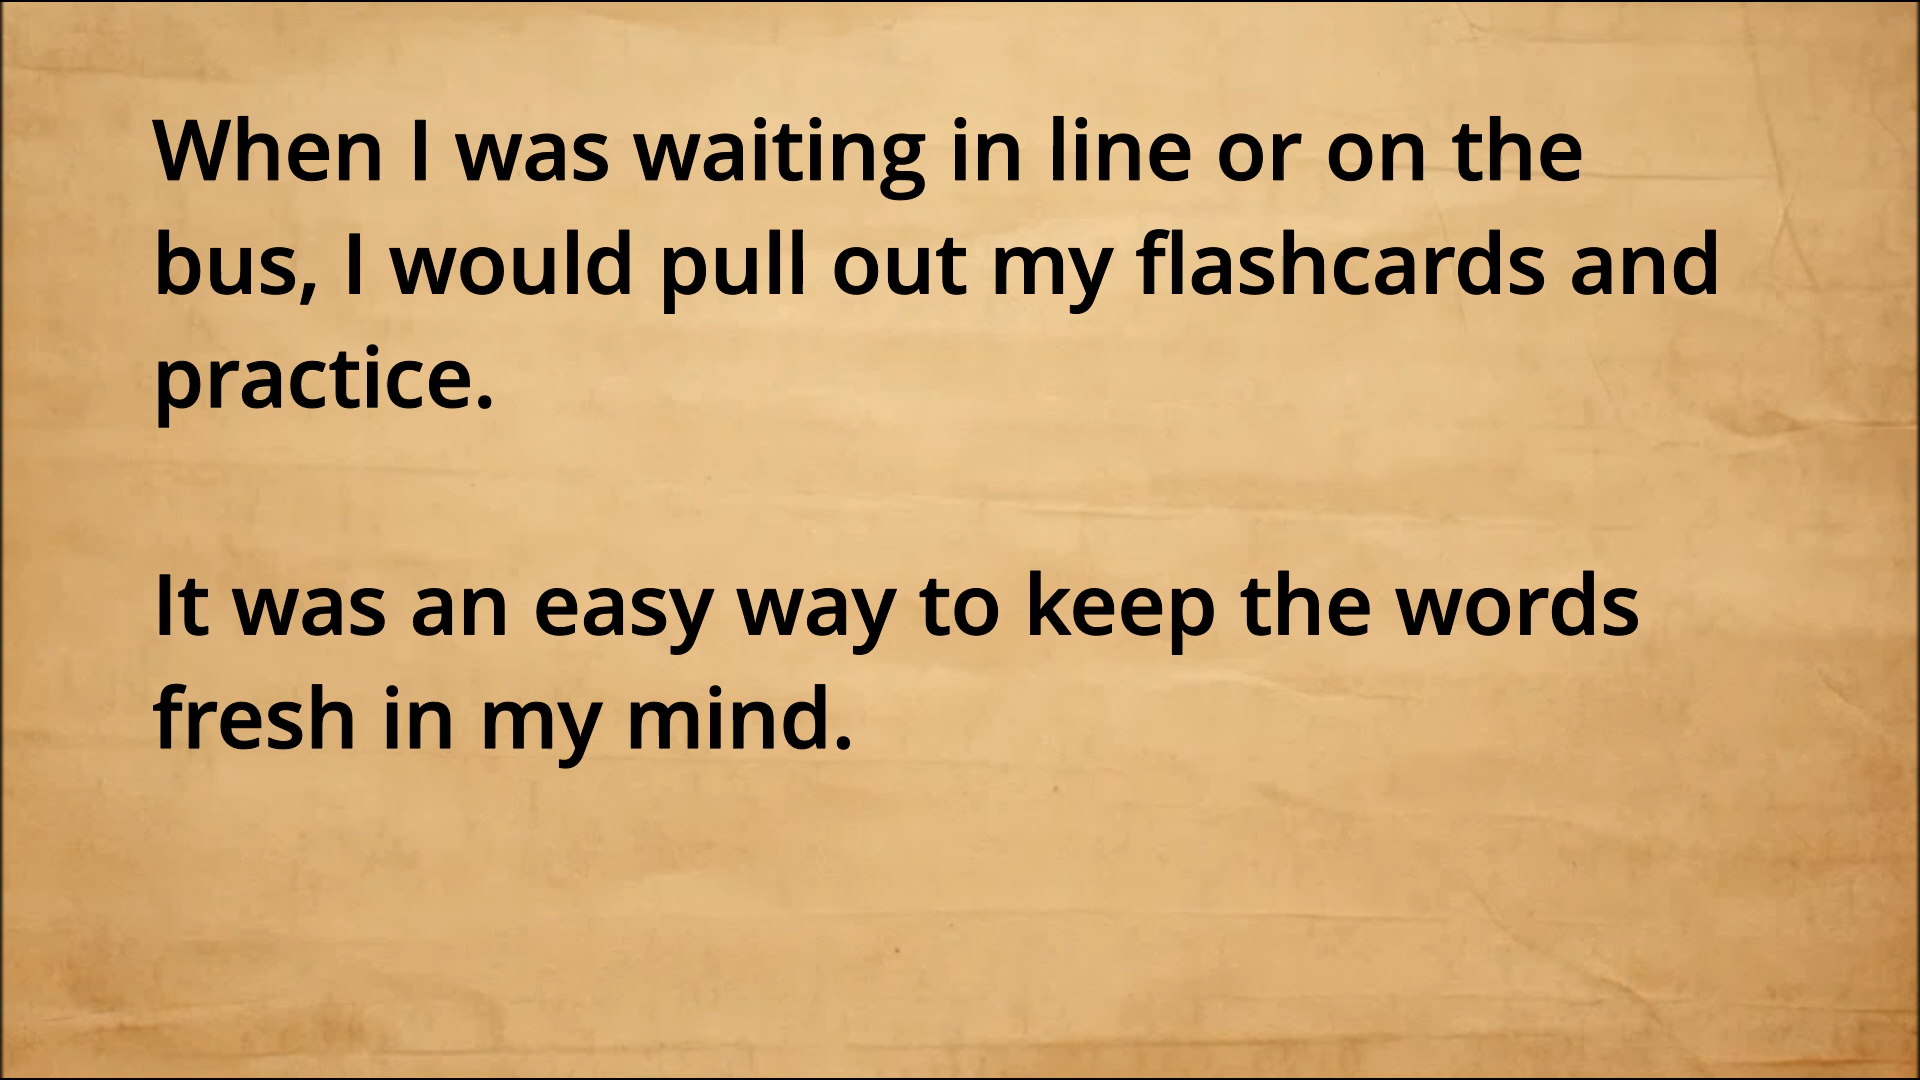 When I was waiting in line or on the
bus, I would pull out my flashcards and
practice.
It was an easy way to keep the words
fresh in my mind.